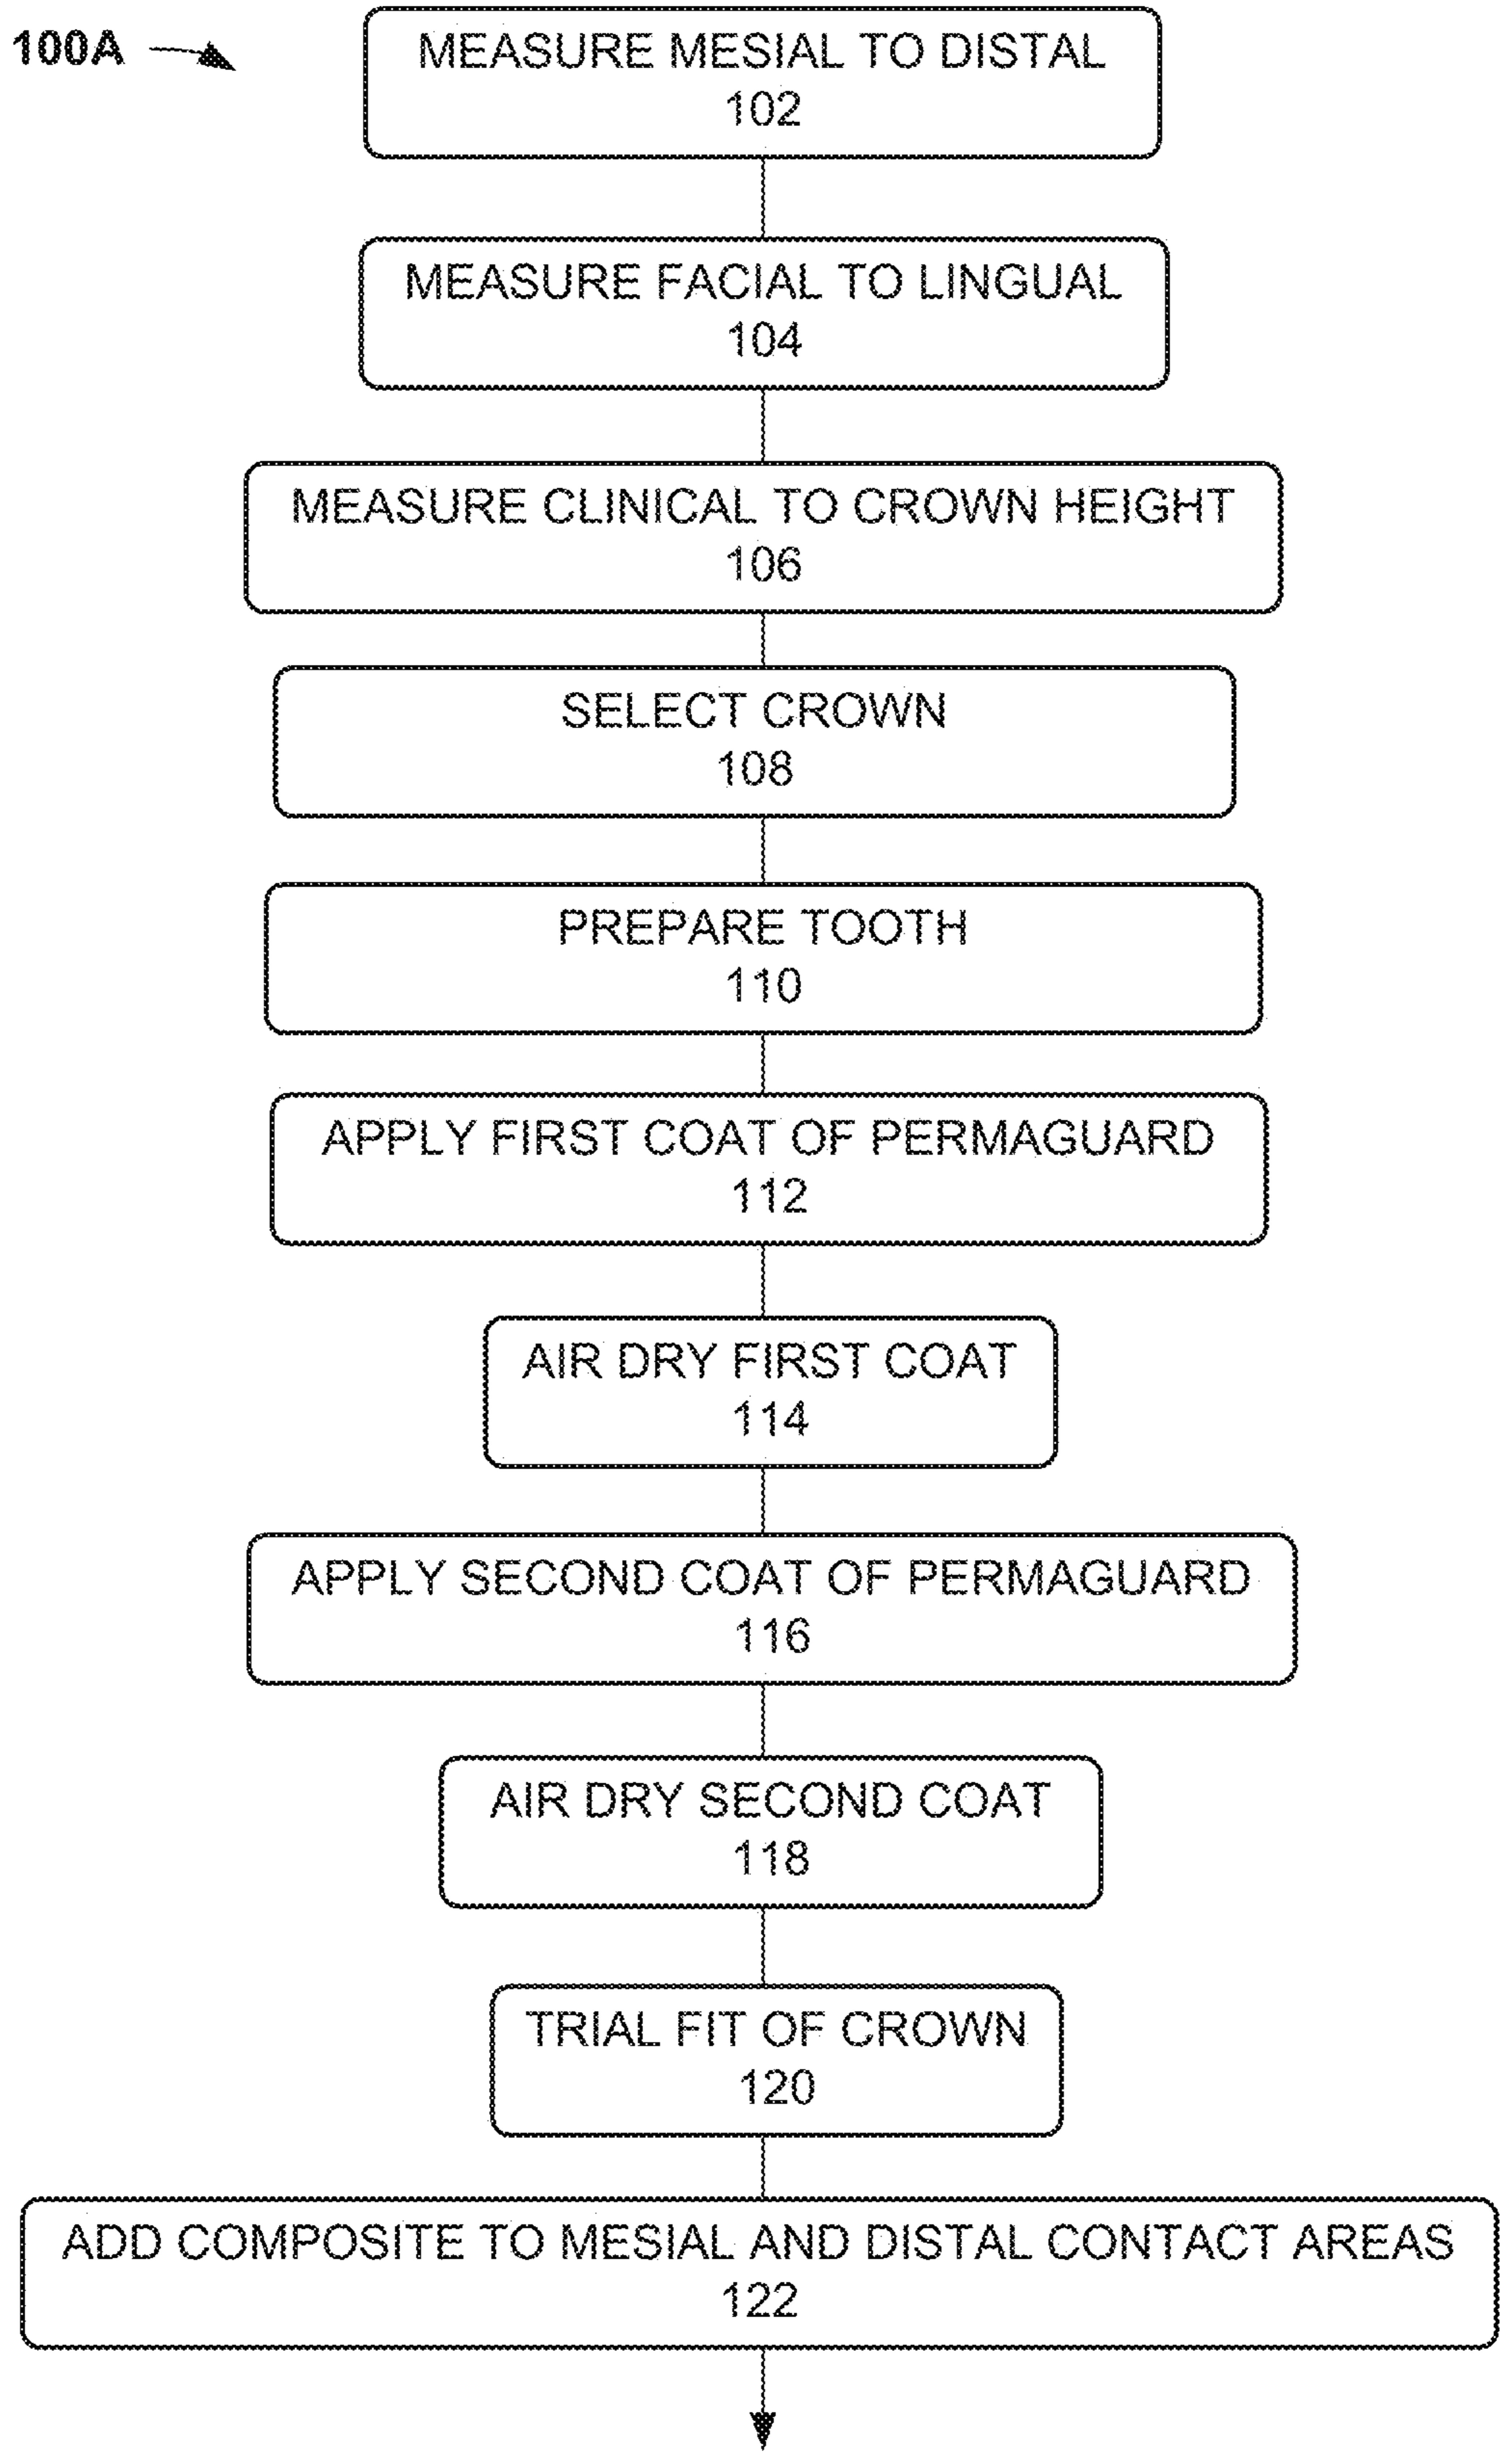 100A
MEASURE MESIAL TO DISTAL
102
MEASURE FACIAL TO LINGUAL
104
MEASURE CLINICAL TO CROWN HEIGHT
106
SELECT CROWN
108
PREPARE TOOTH
110
APPLY FIRST COAT OF PERMAGUARD
112
AIR DRY FIRST COAT
114
APPLY SECOND COAT OF PERMAGUARD
116
AIR DRY SECOND COAT
118
TRIAL FIT OF CROWN
120
ADD COMPOSITE TO MESIAL AND DISTAL CONTACT AREAS
122